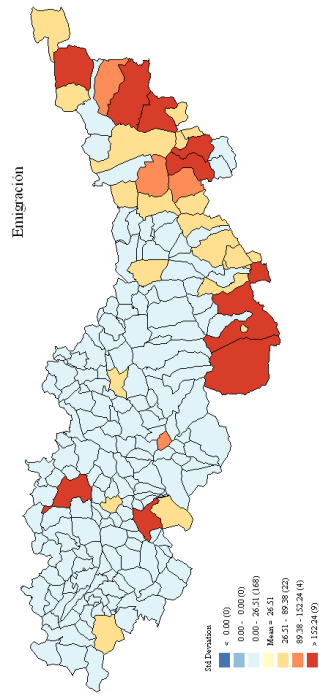 Emigración
Std Deviation
< 0.00 (0)
0.00 - 0.00 (0)
0.00 - 26.51 (168)
Mean = 26.51
26.51 - 89.38 (22)
89.38 - 152.24 (4)
> 152.24 (9)